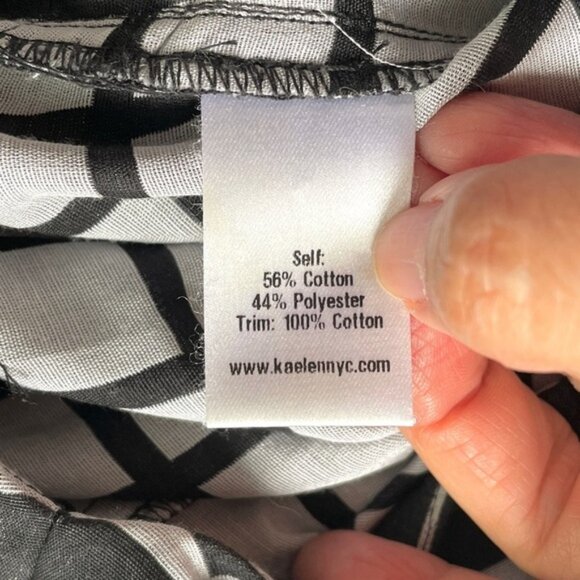 Self:
56% Cotton
44% Polyester
Trim: 100% Cotton
www.kaelennyc.com